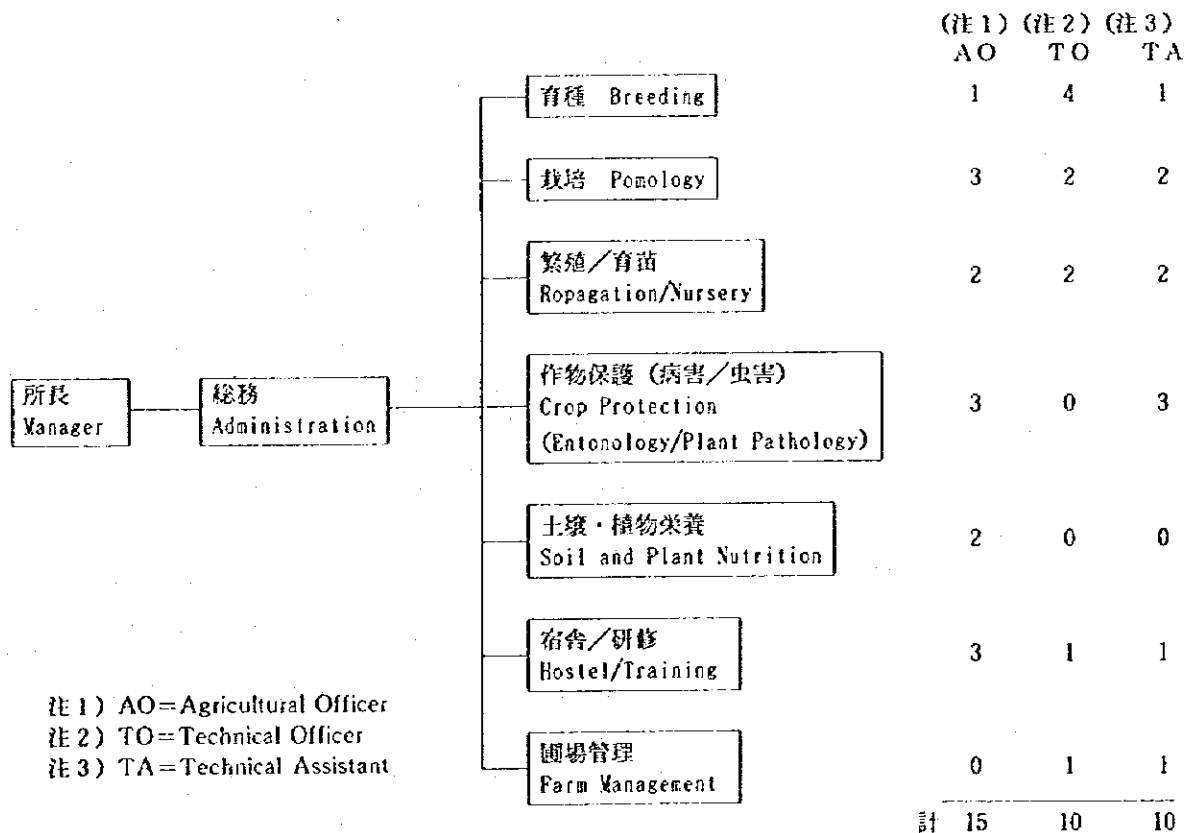 (注1) (注2) (注3)
AO TO TA
育種 Breeding 1 4 1
栽培 Pomology 3 2 2
繁殖／育苗
Ropagation/Nursery 2 2 2
作物保護 (病害／虫害)
Crop Protection 3 0 3
(Entonology/Plant Pathology)
所長
Manager
総務
Administration
土壌・植物栄養
Soil and Plant Nutrition 2 0 0
宿舎／研修
Hostel/Training 3 1 1
圃場管理
Farm Management 0 1 1
計 15 10 10
注1) AO=Agricultural Officer
注2) TO=Technical Officer
注3) TA=Technical Assistant